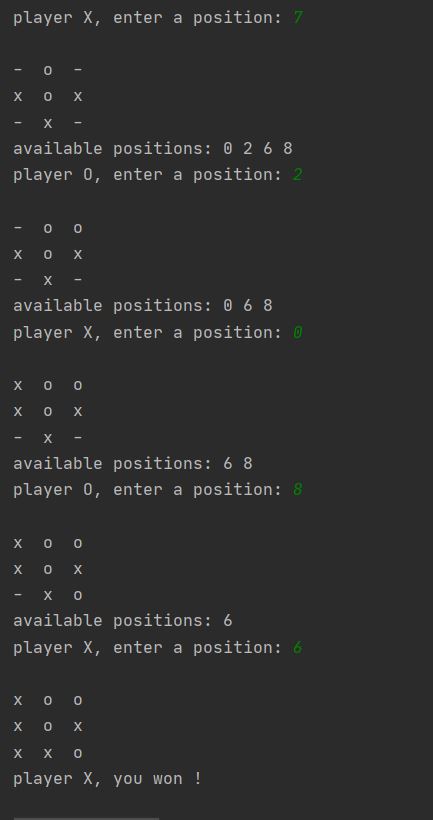 player X, enter a position: 7
-  o  -
x  o  x
-  x  -
available positions: 0 2 6 8
player O, enter a position: 2
-  o  o
x  o  x
-  x  -
available positions: 0 6 8
player X, enter a position: 0
x  o  o
x  o  x
-  x  -
available positions: 6 8
player O, enter a position: 8
x  o  o
x  o  x
-  x  o
available positions: 6
player X, enter a position: 6
x  o  o
x  o  x
x  x  o
player X, you won !